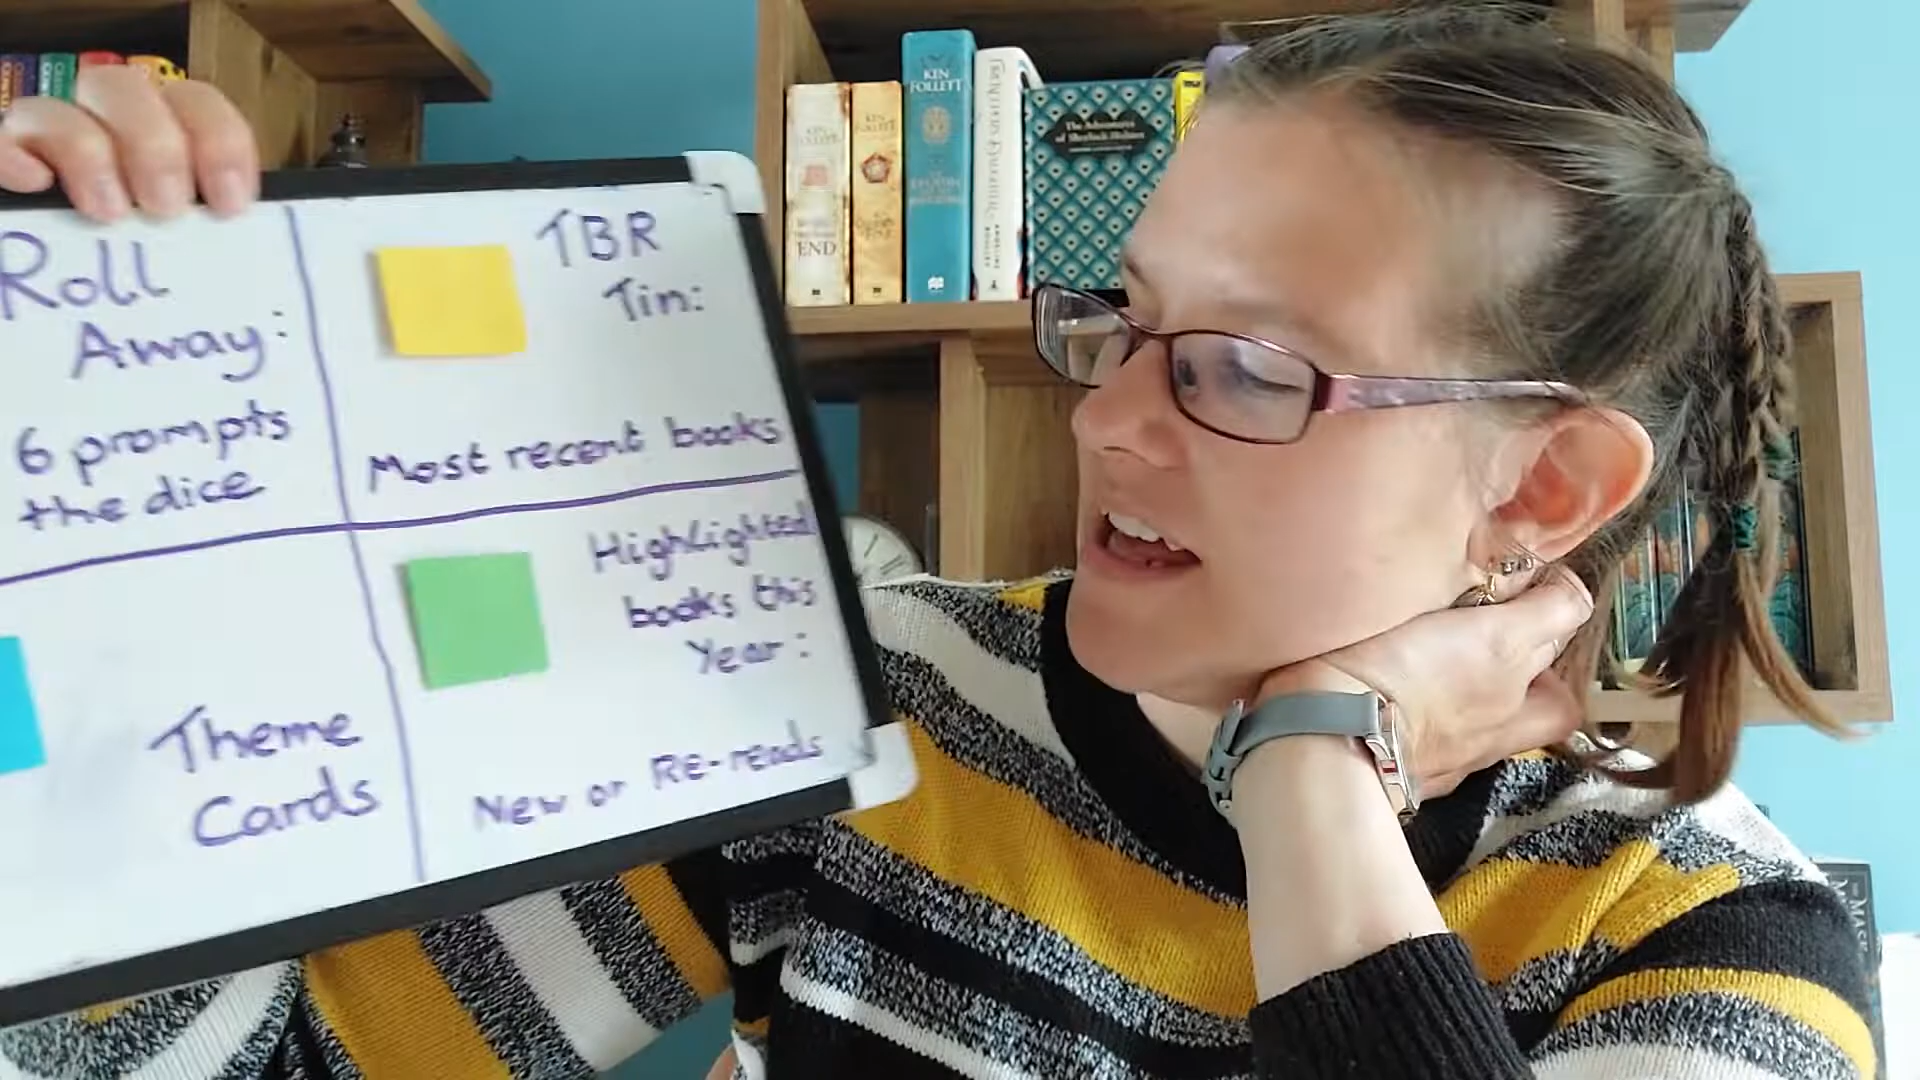 Roll
Away:
6 prompts
the dice
TBR
Tin:
Most recent books
Theme
Cards
Highlighted
books this
Year:
New or Re-reads
KEN
FOLLETT
KEN
FOLLETT
END
The Adventures
of Sherlock Holmes